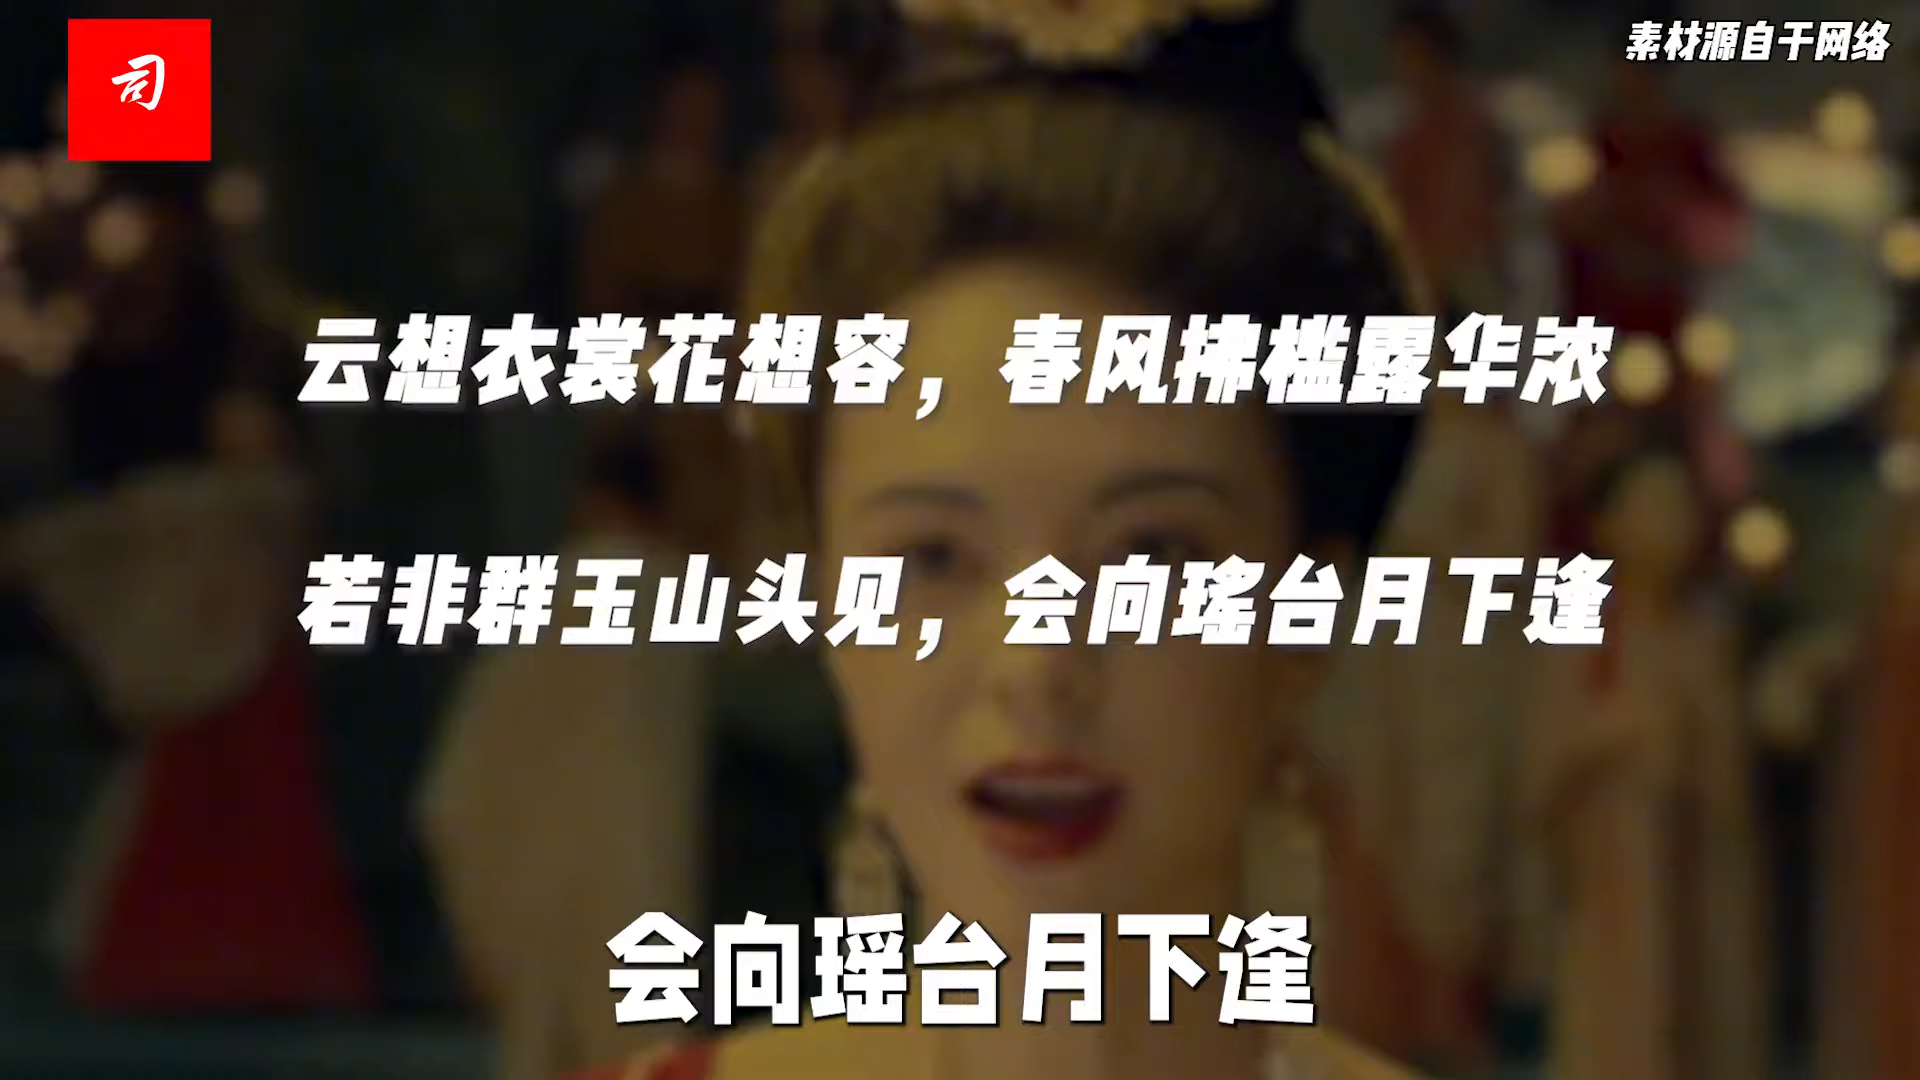 司
素材源自于网络
云想衣裳花想容，春风拂槛露华浓
若非群玉山头见，会向瑶台月下逢
会向瑶台月下逢